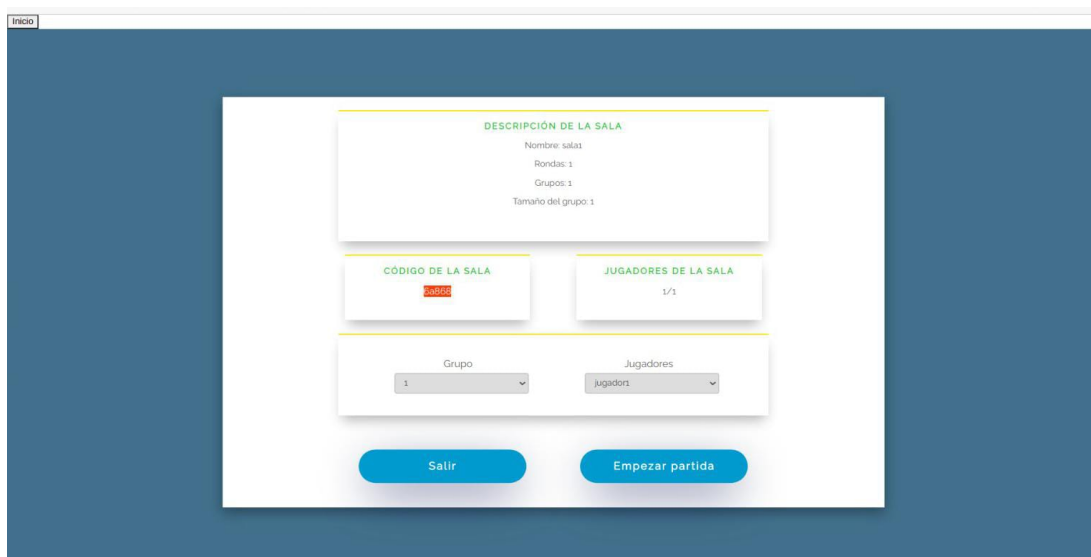 Inicio
DESCRIPCIÓN DE LA SALA
Nombre: sala1
Rondas: 1
Grupos: 1
Tamaño del grupo: 1
CÓDIGO DE LA SALA
6a868
JUGADORES DE LA SALA
1/1
Grupo
1
Jugadores
jugador1
Salir
Empezar partida